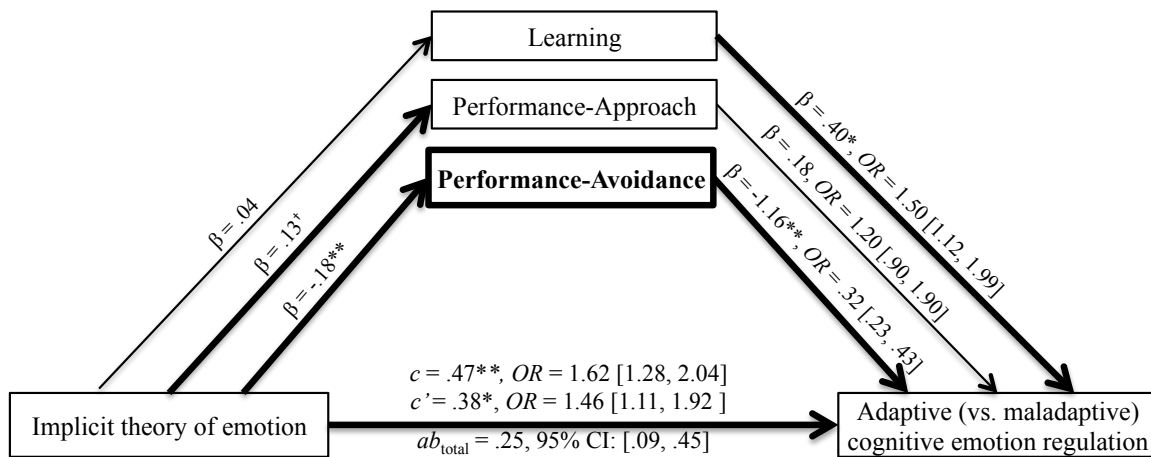 Learning
Performance-Approach
Performance-Avoidance
β = .04
β = .13†
β = -.18**
β = .40*, OR = 1.50 [1.12, 1.99]
β = .18, OR = 1.20 [.90, 1.90]
β = -1.16**, OR = .32 [.23, .43]
c = .47**, OR = 1.62 [1.28, 2.04]
c’ = .38*, OR = 1.46 [1.11, 1.92 ]
ab_total = .25, 95% CI: [.09, .45]
Implicit theory of emotion
Adaptive (vs. maladaptive)
cognitive emotion regulation